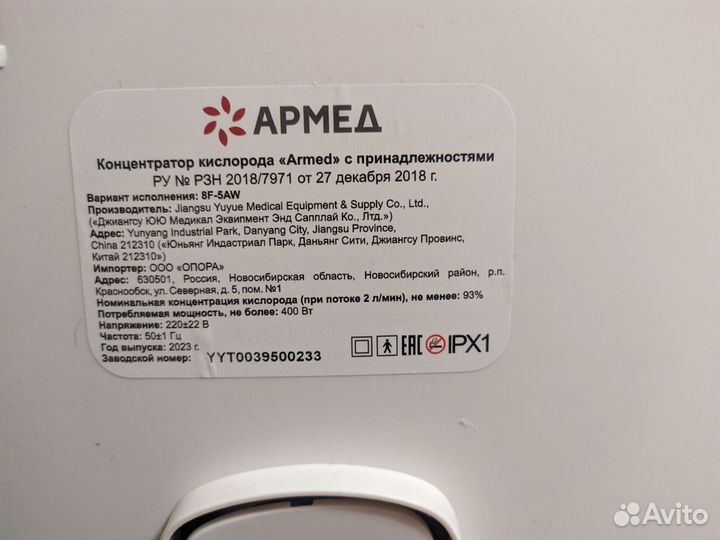 АРМЕД
Концентратор кислорода «Armed» с принадлежностями
РУ № РЗН 2018/7971 от 27 декабря 2018 г.
Вариант исполнения: 8F-5AW
Производитель: Jiangsu Yuyue Medical Equipment & Supply Co., Ltd.,
(«Джиангсу ЮЮ Медикал Эквипмент Энд Сапплай Ко., Лтд.»)
Адрес: Yunyang Industrial Park, Danyang City, Jiangsu Province,
China 212310 («Юньянг Индастриал Парк, Даньянг Сити, Джиангсу Провинс,
Китай 212310»)
Импортер: ООО «ОПОРА»
Адрес: 630501, Россия, Новосибирская область, Новосибирский район, р.п.
Краснообск, ул.Северная, д.5, пом.№1
Номинальная концентрация кислорода (при потоке 2 л/мин), не менее: 93%
Потребляемая мощность, не более: 400 Вт
Напряжение: 220±22 В
Частота: 50±1 Гц
Год выпуска: 2023 г.
Заводской номер: YYT0039500233
EAC IPX1
Avito